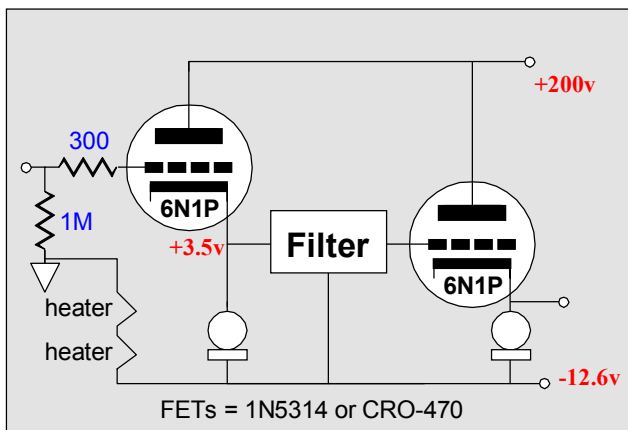 +200v
300
1M
6N1P
+3.5v
Filter
6N1P
heater
heater
-12.6v
FETs = 1N5314 or CRO-470